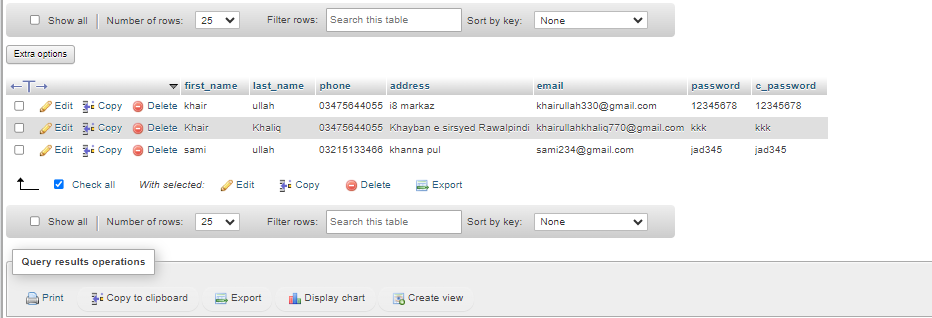 Show all Number of rows: 25 Filter rows: Search this table Sort by key: None
Extra options
first_name last_name phone address email password c_password
Edit Copy Delete khair ullah 03475644055 i8 markaz khairullah330@gmail.com 12345678 12345678
Edit Copy Delete Khair Khaliq 03475644055 Khayban e sirsyed Rawalpindi khairullahkhaliq770@gmail.com kkk kkk
Edit Copy Delete sami ullah 03215133466 khanna pul sami234@gmail.com jad345 jad345
Check all With selected: Edit Copy Delete Export
Show all Number of rows: 25 Filter rows: Search this table Sort by key: None
Query results operations
Print Copy to clipboard Export Display chart Create view